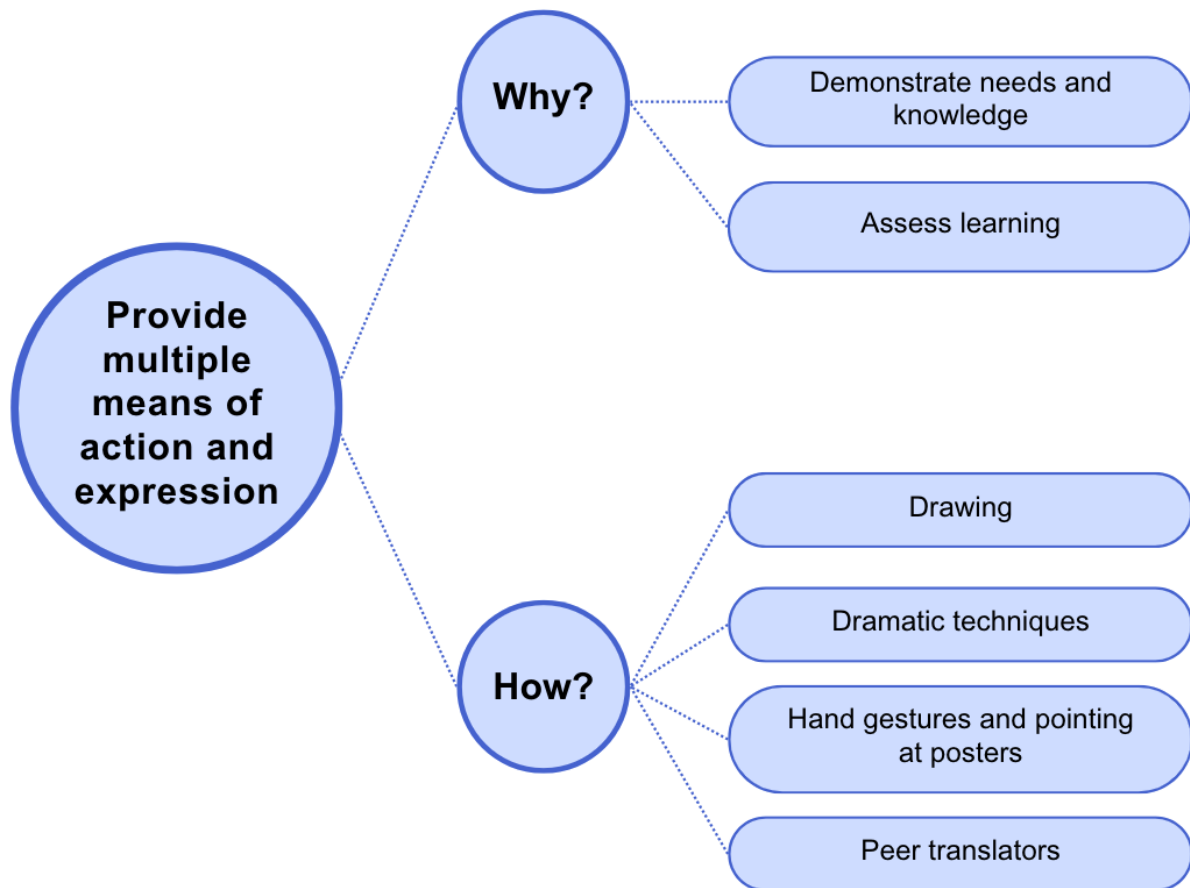 Provide
multiple
means of
action and
expression
Why?
Demonstrate needs and
knowledge
Assess learning
How?
Drawing
Dramatic techniques
Hand gestures and pointing
at posters
Peer translators